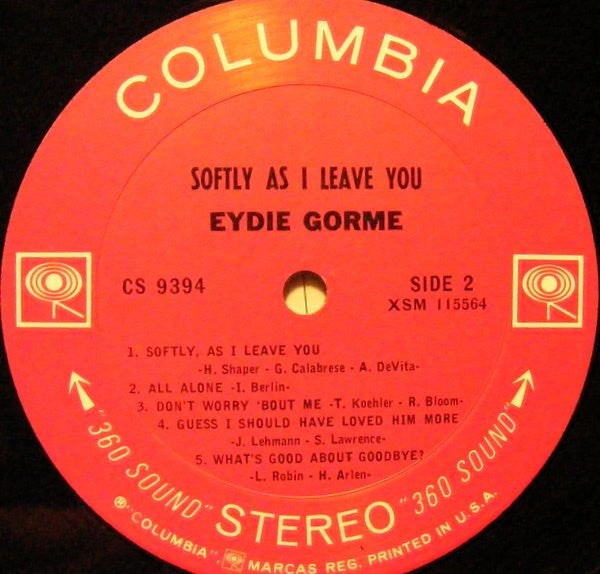 COLUMBIA
SOFTLY AS I LEAVE YOU
EYDIE GORME
CS 9394
SIDE 2
XSM 115564
1. SOFTLY, AS I LEAVE YOU
-H. Shaper - G. Calabrese - A. DeVita-
2. ALL ALONE -I. Berlin-
3. DON'T WORRY 'BOUT ME -T. Koehler - R. Bloom-
4. GUESS I SHOULD HAVE LOVED HIM MORE
-J. Lehmann - S. Lawrence-
5. WHAT'S GOOD ABOUT GOODBYE?
-L. Robin - H. Arlen-
"360 SOUND" STEREO "360 SOUND"
® "COLUMBIA", MARCAS REG. PRINTED IN U.S.A.